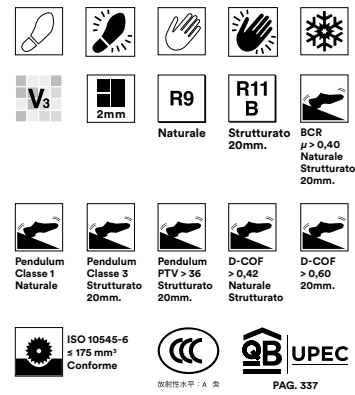 V3
2mm
R9
R11
B
Naturale
Strutturato
20mm.
BCR
μ > 0,40
Naturale
Strutturato
20mm.
Pendulum
Classe 1
Naturale
Pendulum
Classe 3
Strutturato
20mm.
Pendulum
PTV > 36
Strutturato
20mm.
D-COF
> 0,42
Naturale
Strutturato
D-COF
> 0,60
20mm.
ISO 10545-6
≤ 175 mm³
Conforme
CCC
放射性水平：A 类
QB
UPEC
PAG. 337